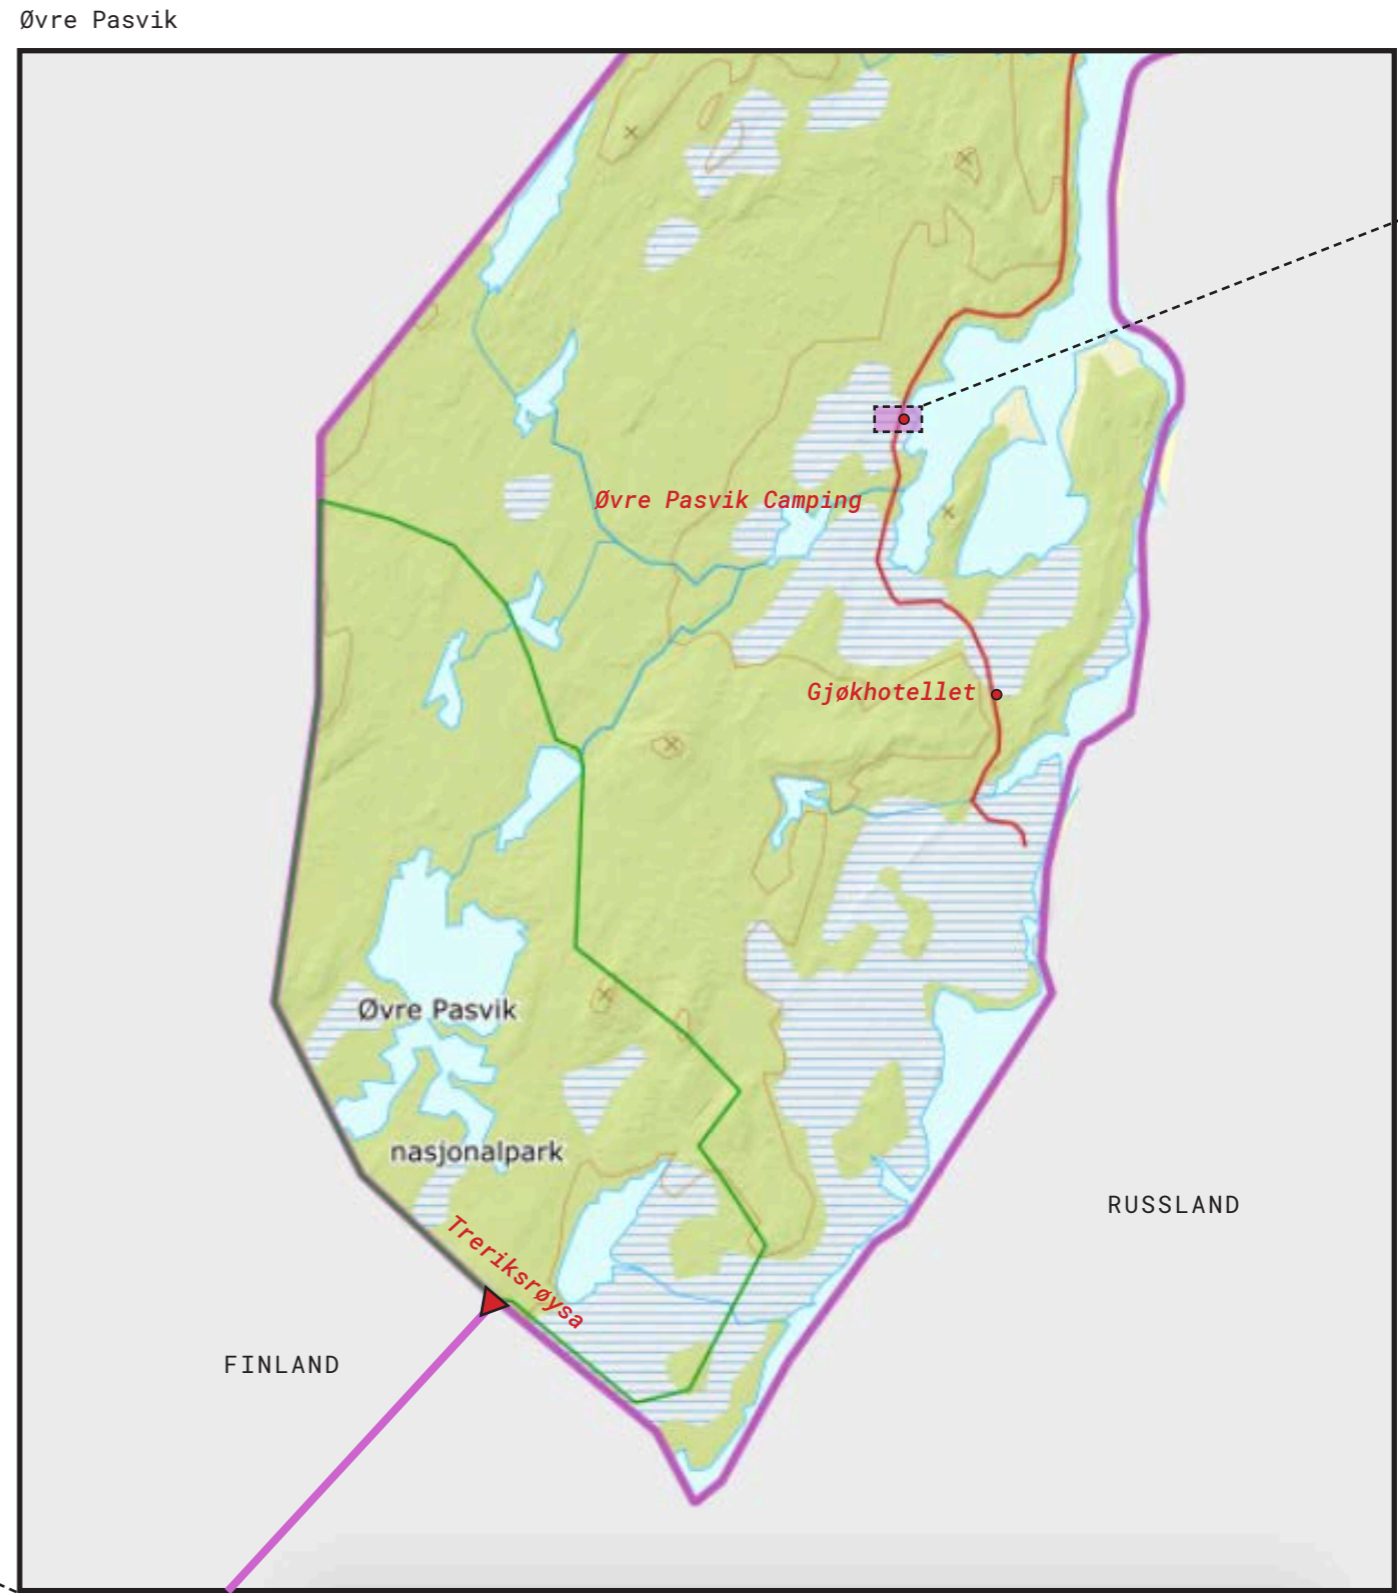 Øvre Pasvik
Øvre Pasvik Camping
Gjøkhotellet
Øvre Pasvik
nasjonalpark
RUSSLAND
Treriksrøysa
FINLAND